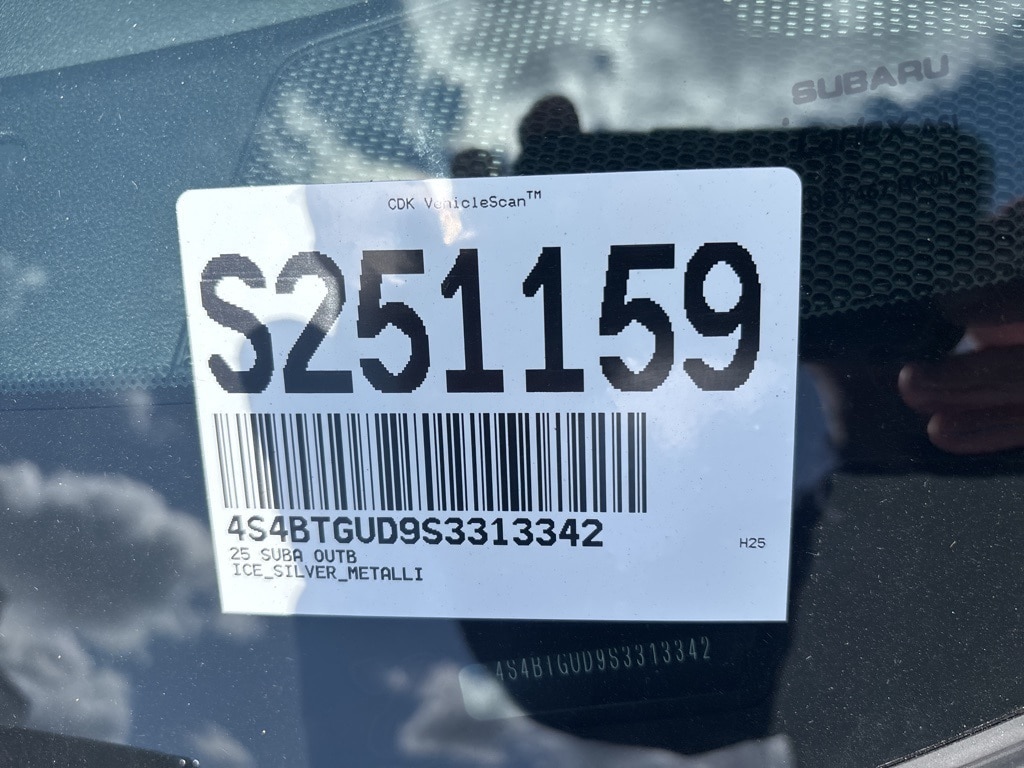 SUBARU
CDK VehicleScan™
S251159
4S4BTGUD9S3313342
H25
25 SUBA OUTB
ICE_SILVER_METALLI
4S4BTGUD9S3313342